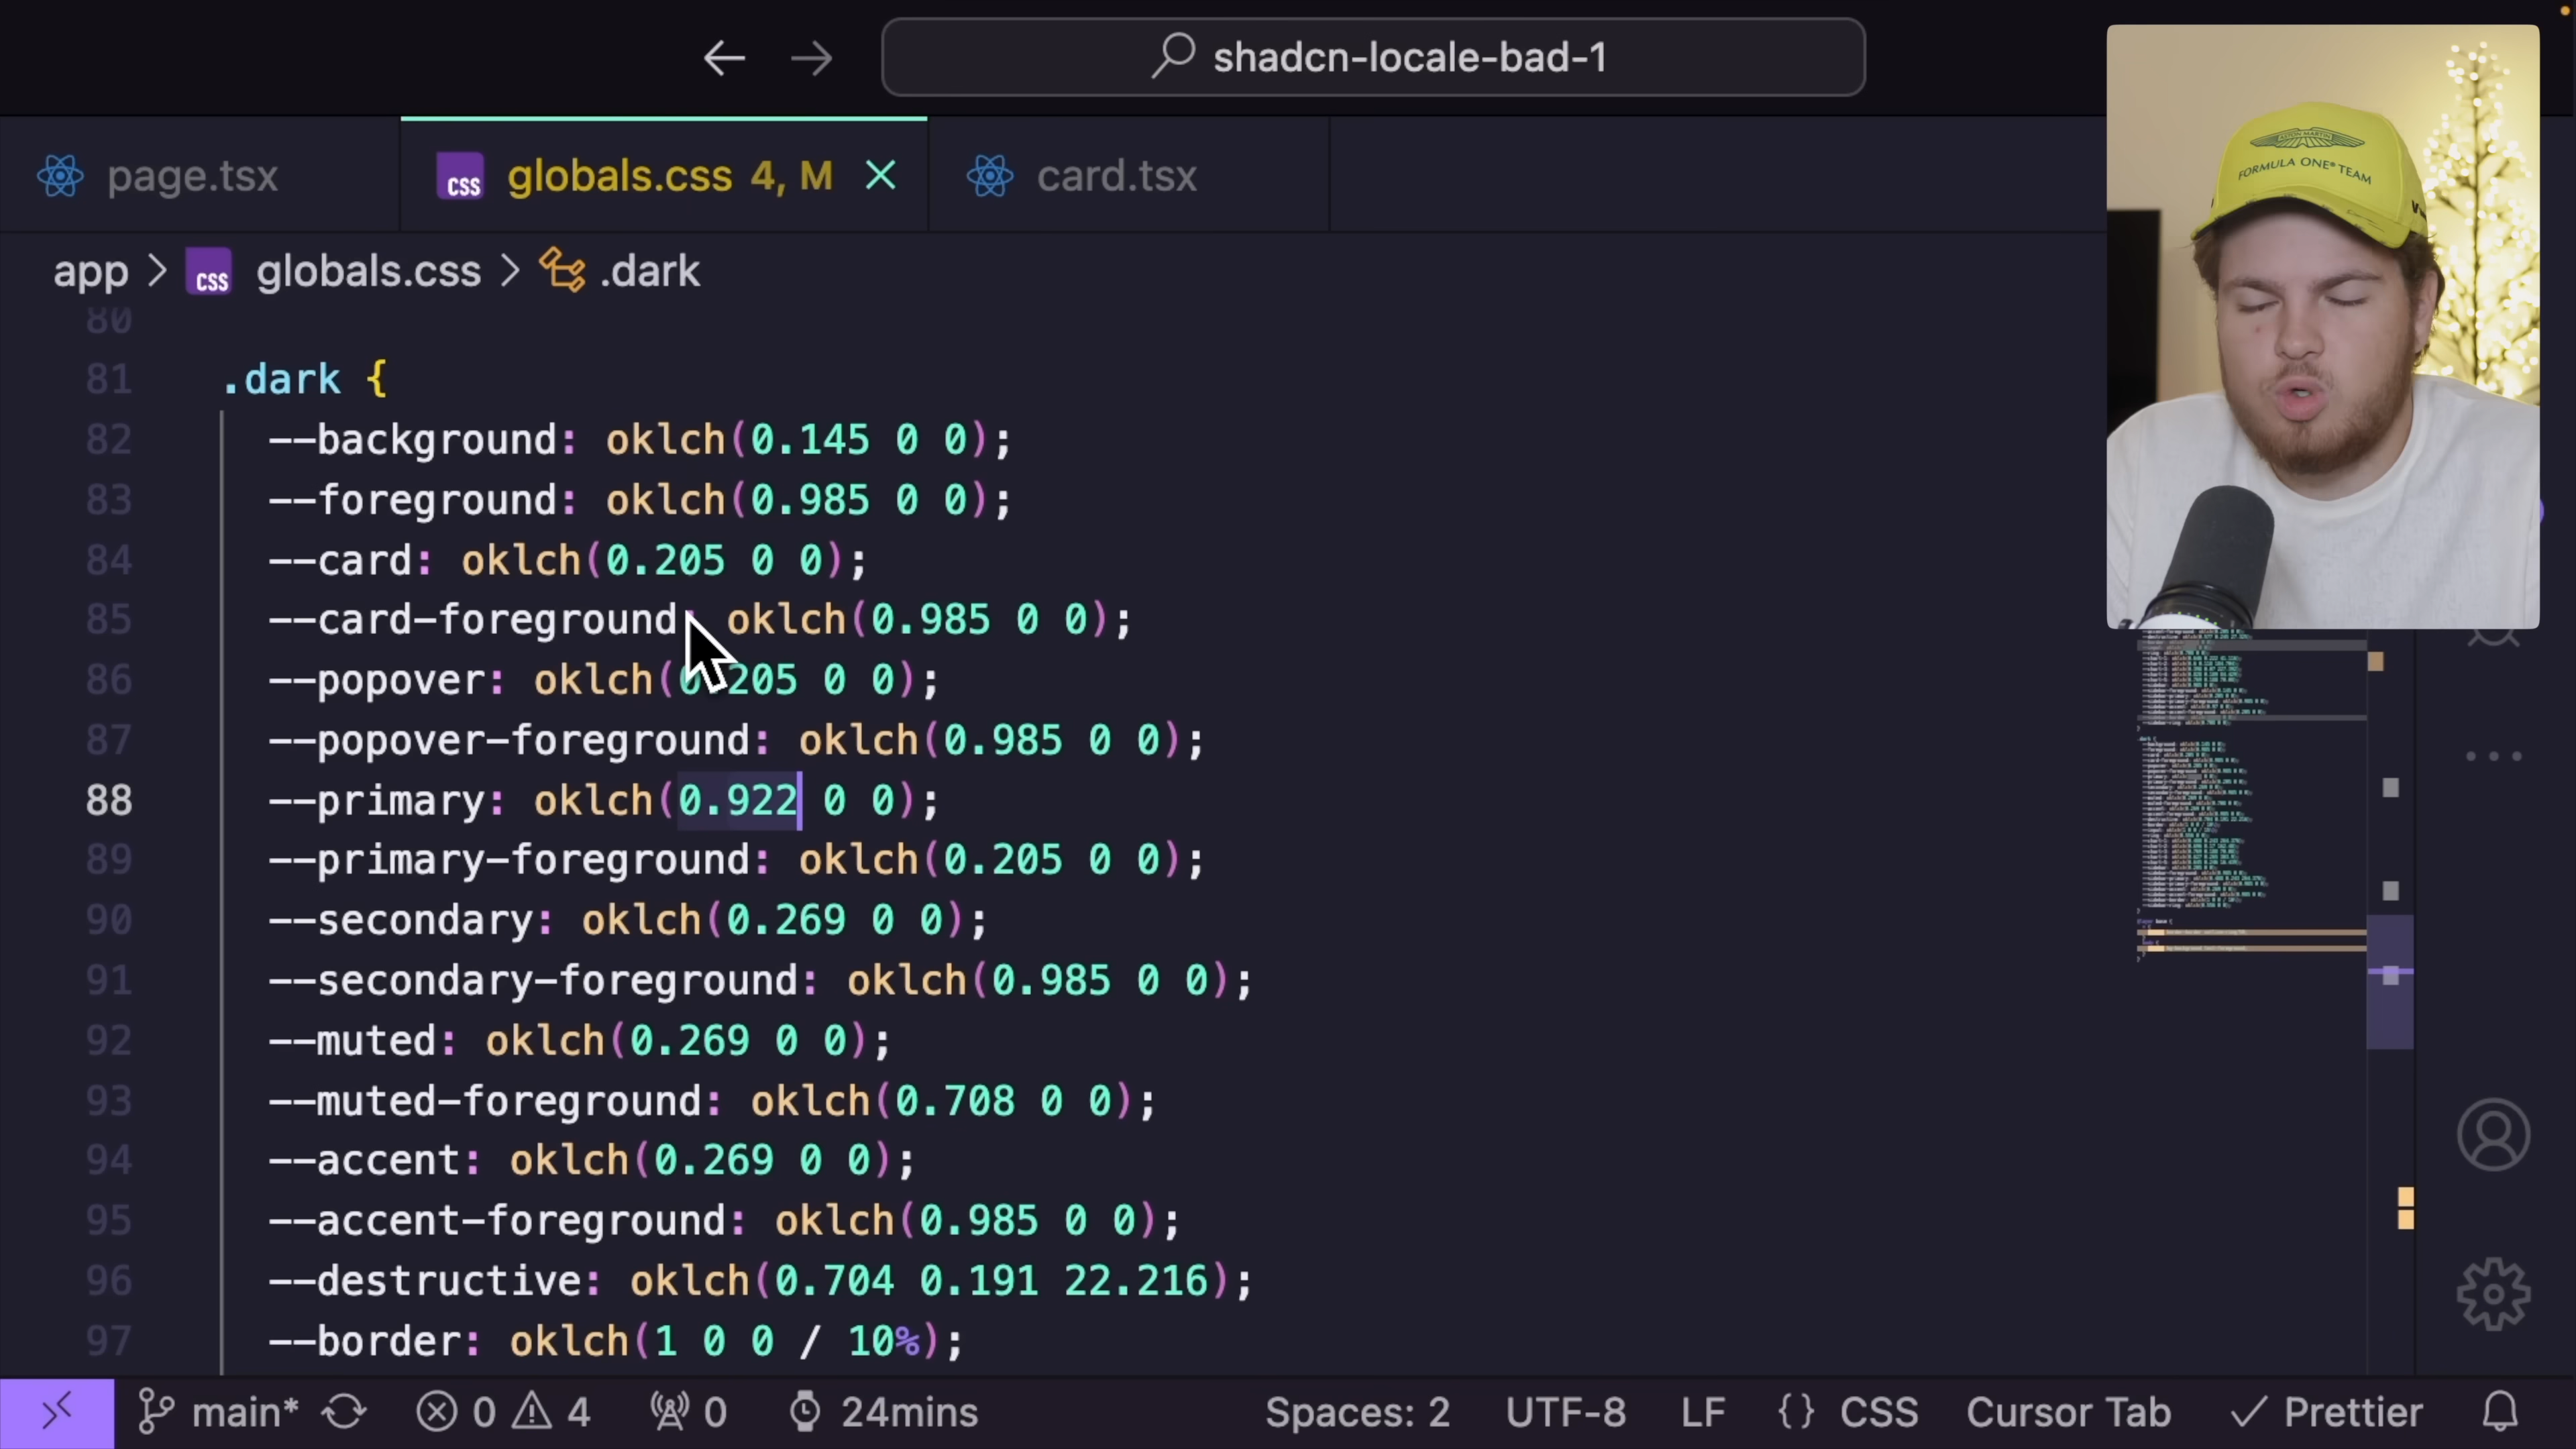 shadcn-locale-bad-1
page.tsx
CSS globals.css 4, M
card.tsx
app > CSS globals.css > .dark
80
81 .dark {
82 --background: oklch(0.145 0 0);
83 --foreground: oklch(0.985 0 0);
84 --card: oklch(0.205 0 0);
85 --card-foreground: oklch(0.985 0 0);
86 --popover: oklch(0.205 0 0);
87 --popover-foreground: oklch(0.985 0 0);
88 --primary: oklch(0.922 0 0);
89 --primary-foreground: oklch(0.205 0 0);
90 --secondary: oklch(0.269 0 0);
91 --secondary-foreground: oklch(0.985 0 0);
92 --muted: oklch(0.269 0 0);
93 --muted-foreground: oklch(0.708 0 0);
94 --accent: oklch(0.269 0 0);
95 --accent-foreground: oklch(0.985 0 0);
96 --destructive: oklch(0.704 0.191 22.216);
97 --border: oklch(1 0 0 / 10%);
main* 0 4 0 24mins Spaces: 2 UTF-8 LF {} CSS Cursor Tab Prettier
ASTON MARTIN
FORMULA ONE® TEAM